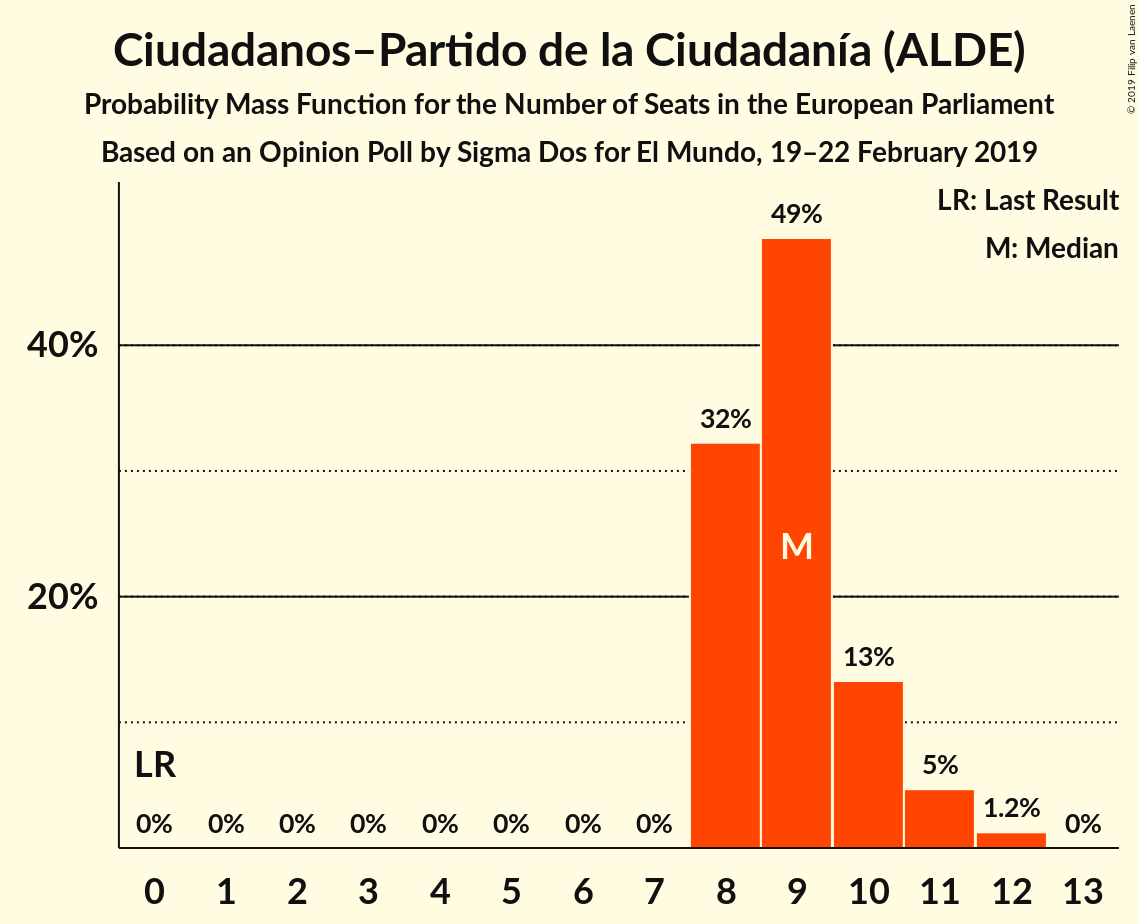 Ciudadanos–Partido de la Ciudadanía (ALDE)
Probability Mass Function for the Number of Seats in the European Parliament
Based on an Opinion Poll by Sigma Dos for El Mundo, 19–22 February 2019
© 2019 Filip van Laenen
LR: Last Result
M: Median
49%
40%
32%
M
20%
13%
LR
5%
1.2%
0% 0% 0% 0% 0% 0% 0% 0% 0%
0 1 2 3 4 5 6 7 8 9 10 11 12 13